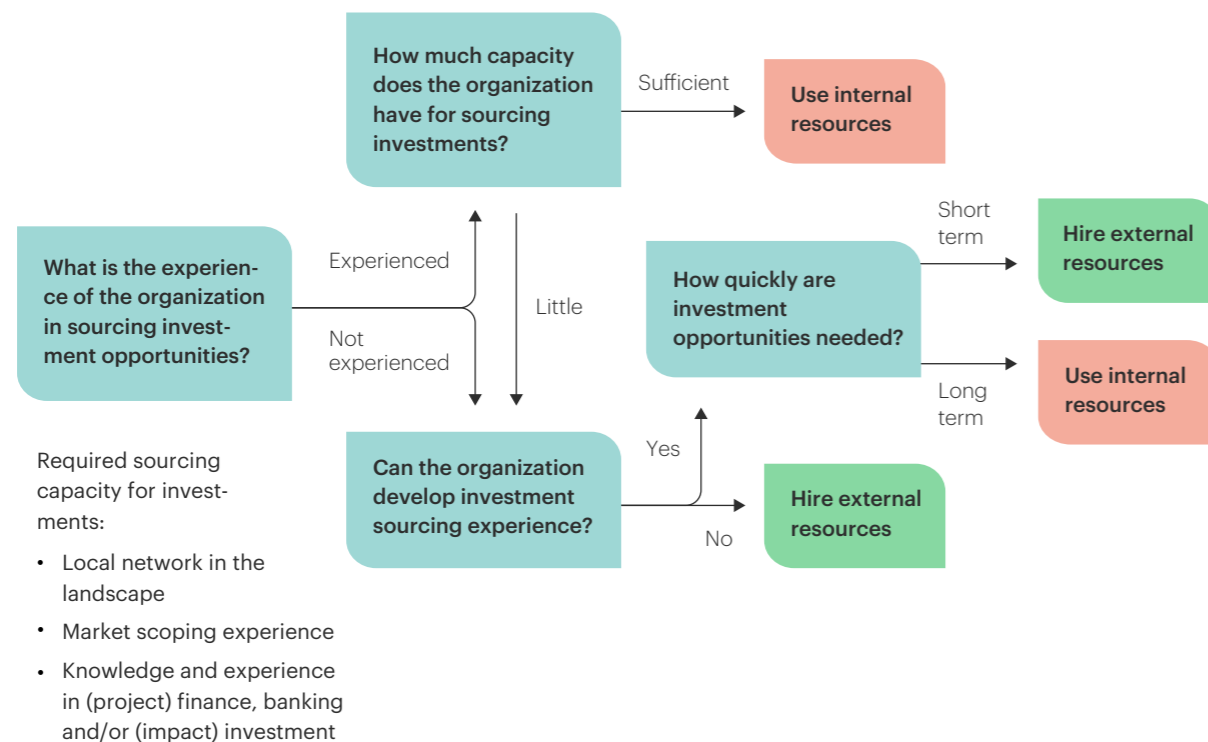 How much capacity
does the organization
have for sourcing
investments?
Sufficient
Use internal
resources
What is the experien-
ce of the organization
in sourcing invest-
ment opportunities?
Experienced
Not
experienced
Little
How quickly are
investment
opportunities needed?
Short
term
Hire external
resources
Long
term
Use internal
resources
Can the organization
develop investment
sourcing experience?
Yes
No
Hire external
resources
Required sourcing
capacity for invest-
ments:
• Local network in the
landscape
• Market scoping experience
• Knowledge and experience
in (project) finance, banking
and/or (impact) investment